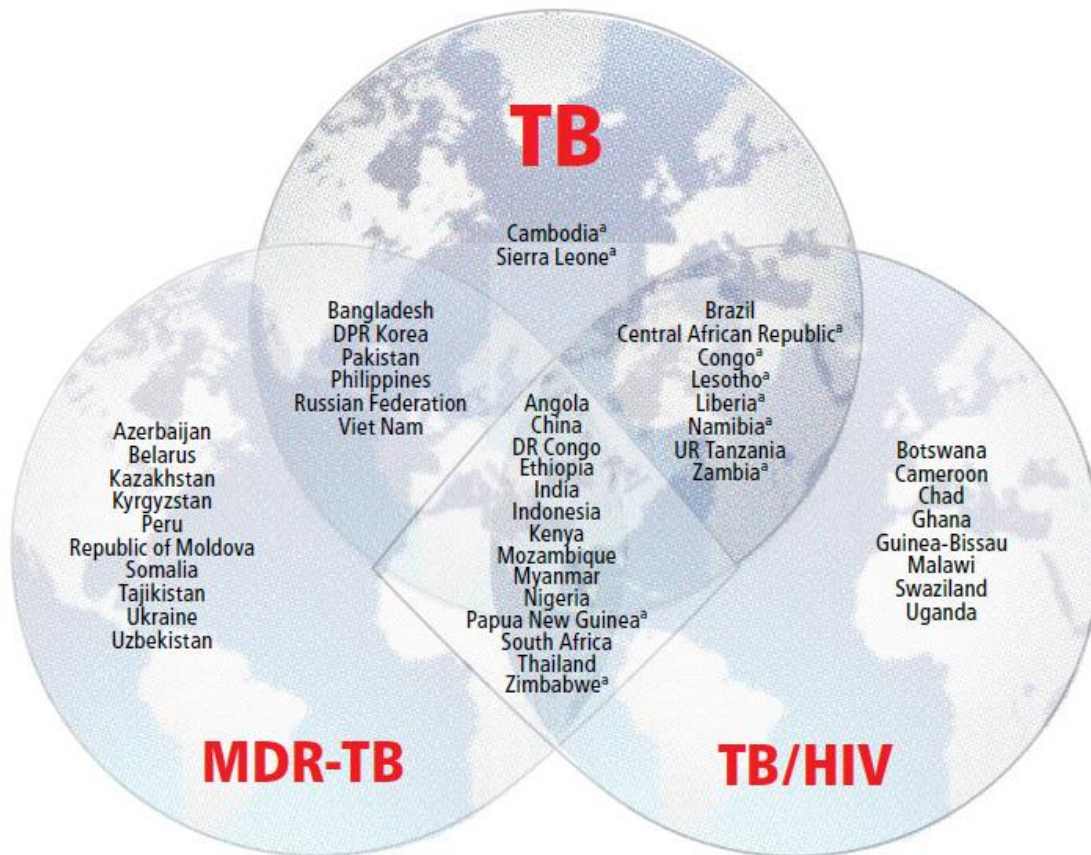 TB
Cambodiaᵃ
Sierra Leoneᵃ
Bangladesh
DPR Korea
Pakistan
Philippines
Russian Federation
Viet Nam
Brazil
Central African Republicᵃ
Congoᵃ
Lesothoᵃ
Liberiaᵃ
Namibiaᵃ
UR Tanzania
Zambiaᵃ
Angola
China
DR Congo
Ethiopia
India
Indonesia
Kenya
Mozambique
Myanmar
Nigeria
Papua New Guineaᵃ
South Africa
Thailand
Zimbabweᵃ
Azerbaijan
Belarus
Kazakhstan
Kyrgyzstan
Peru
Republic of Moldova
Somalia
Tajikistan
Ukraine
Uzbekistan
Botswana
Cameroon
Chad
Ghana
Guinea-Bissau
Malawi
Swaziland
Uganda
MDR-TB
TB/HIV